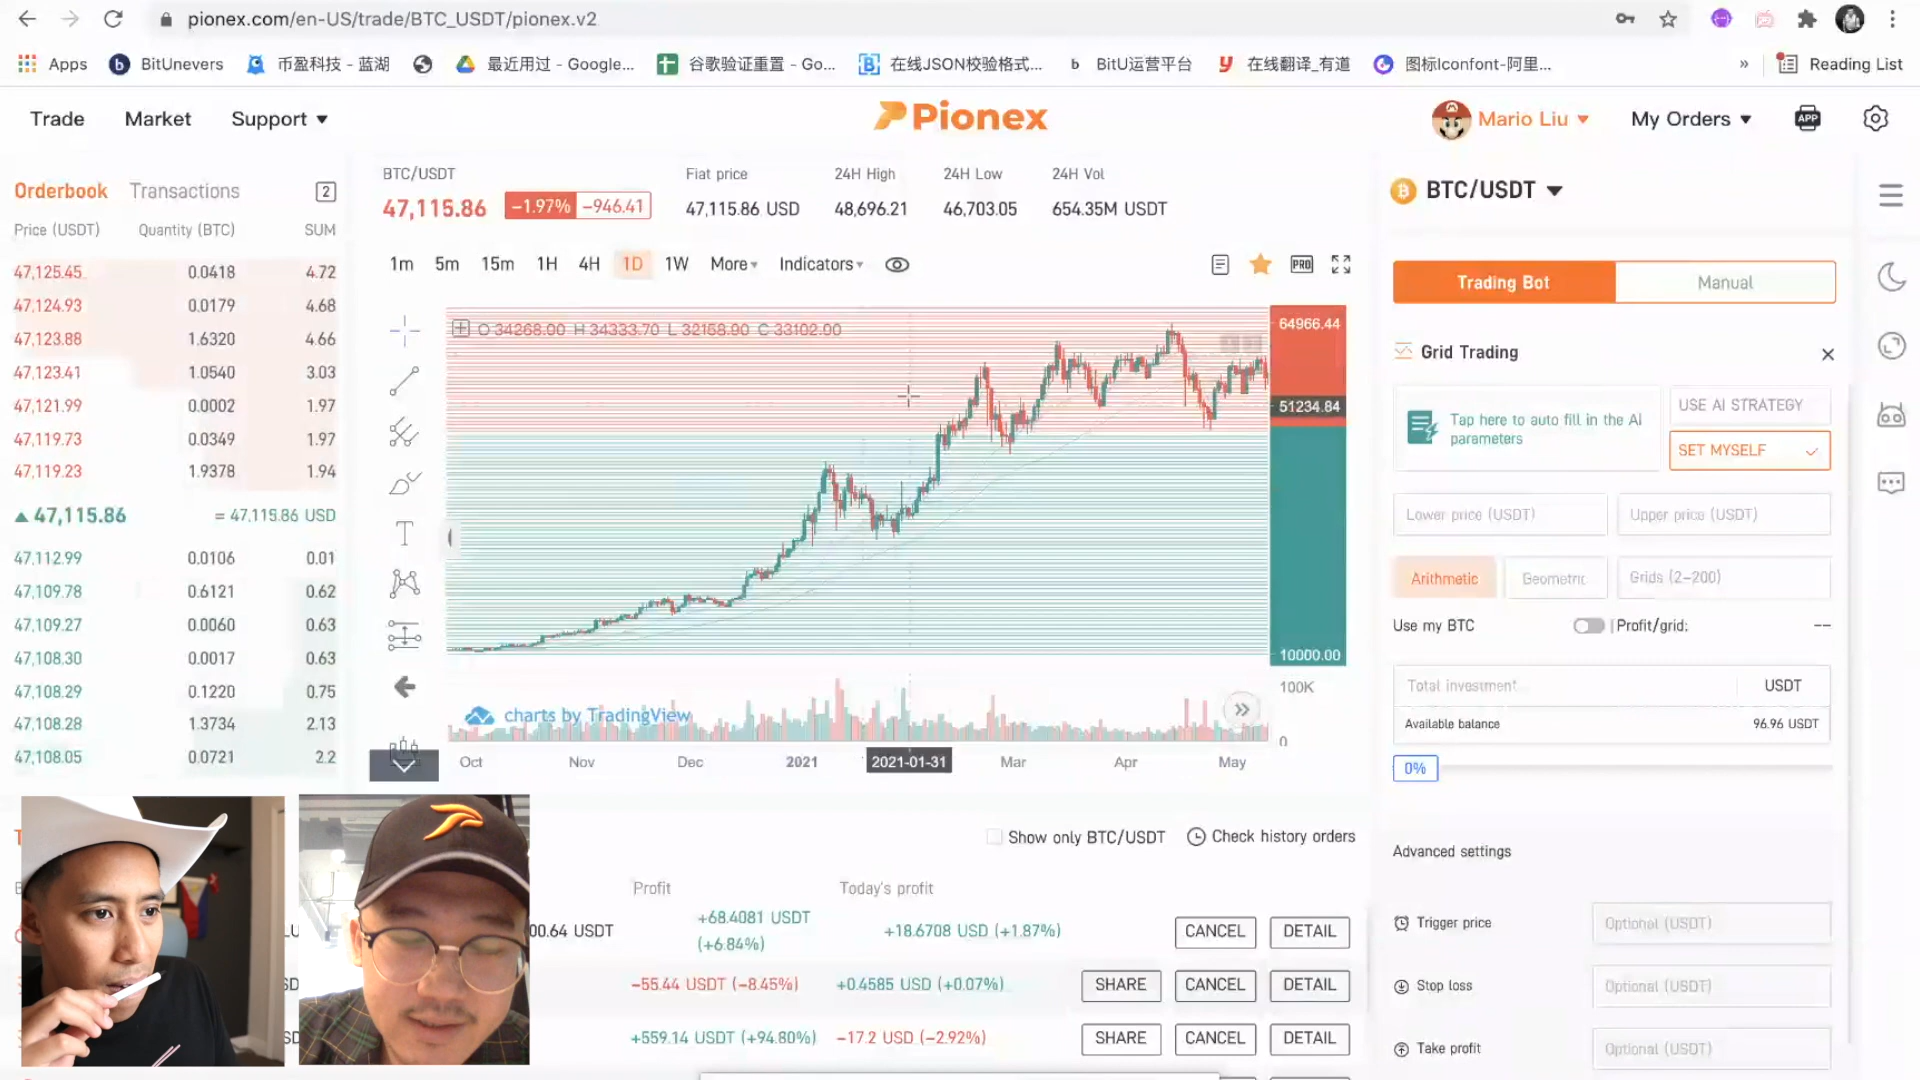 pionex.com/en-US/trade/BTC_USDT/pionex.v2
Apps BitUnevers 币盈科技 - 蓝湖 最近用过 - Google... 谷歌验证重置 - Go... 在线JSON校验格式... b BitU运营平台 在线翻译_有道 图标Iconfont-阿里... » Reading List
Trade Market Support Pionex Mario Liu My Orders APP
Orderbook Transactions 2
Price (USDT) Quantity (BTC) SUM
47,125.45 0.0418 4.72
47,124.93 0.0179 4.68
47,123.88 1.6320 4.66
47,123.41 1.0540 3.03
47,121.99 0.0002 1.97
47,119.73 0.0349 1.97
47,119.23 1.9378 1.94
47,115.86 = 47,115.86 USD
47,112.99 0.0106 0.01
47,109.78 0.6121 0.62
47,109.27 0.0060 0.63
47,108.30 0.0017 0.63
47,108.29 0.1220 0.75
47,108.28 1.3734 2.13
47,108.05 0.0721 2.2
BTC/USDT Fiat price 24H High 24H Low 24H Vol
47,115.86 -1.97% -946.41 47,115.86 USD 48,696.21 46,703.05 654.35M USDT
1m 5m 15m 1H 4H 1D 1W More Indicators PRO
O 34268.00 H 34333.70 L 32158.90 C 33102.00
64966.44
51234.84
10000.00
100K
charts by TradingView
0
Oct Nov Dec 2021 2021-01-31 Mar Apr May
Show only BTC/USDT Check history orders
Profit Today's profit
00.64 USDT +68.4081 USDT (+6.84%) +18.6708 USD (+1.87%) CANCEL DETAIL
-55.44 USDT (-8.45%) +0.4585 USD (+0.07%) SHARE CANCEL DETAIL
+559.14 USDT (+94.80%) -17.2 USD (-2.92%) SHARE CANCEL DETAIL
BTC/USDT
Trading Bot Manual
Grid Trading
Tap here to auto fill in the AI
parameters
USE AI STRATEGY
SET MYSELF
Lower price (USDT) Upper price (USDT)
Arithmetic Geometric Grids (2-200)
Use my BTC Profit/grid: --
Total investment USDT
Available balance 96.96 USDT
0%
Advanced settings
Trigger price Optional (USDT)
Stop loss Optional (USDT)
Take profit Optional (USDT)